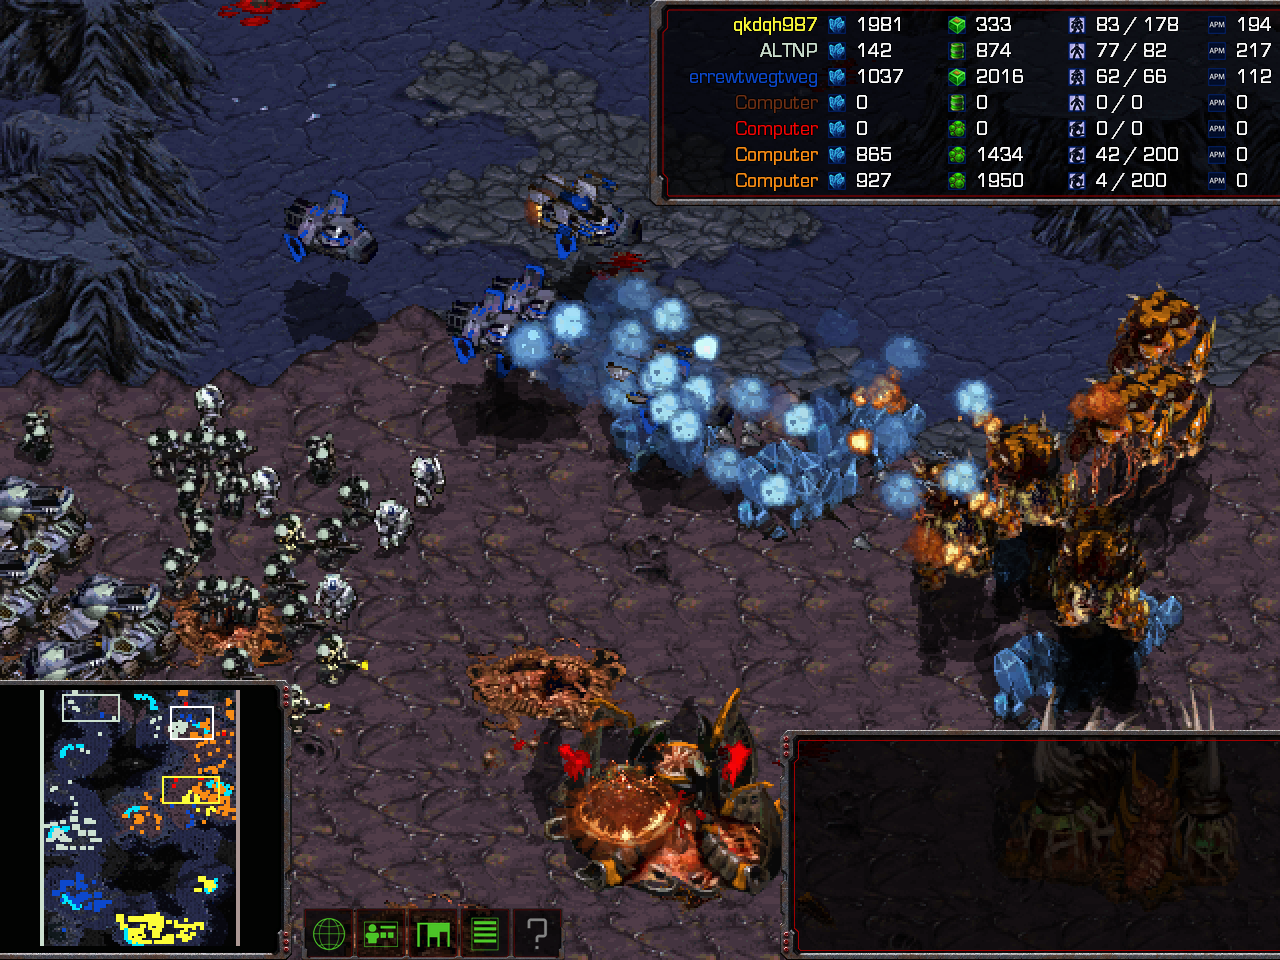 qkdqh987 1981 333 83 / 178 APM 194
ALTNP 142 874 77 / 82 APM 217
errewtwegtweg 1037 2016 62 / 66 APM 112
Computer 0 0 0 / 0 APM 0
Computer 0 0 0 / 0 APM 0
Computer 865 1434 42 / 200 APM 0
Computer 927 1950 4 / 200 APM 0
?